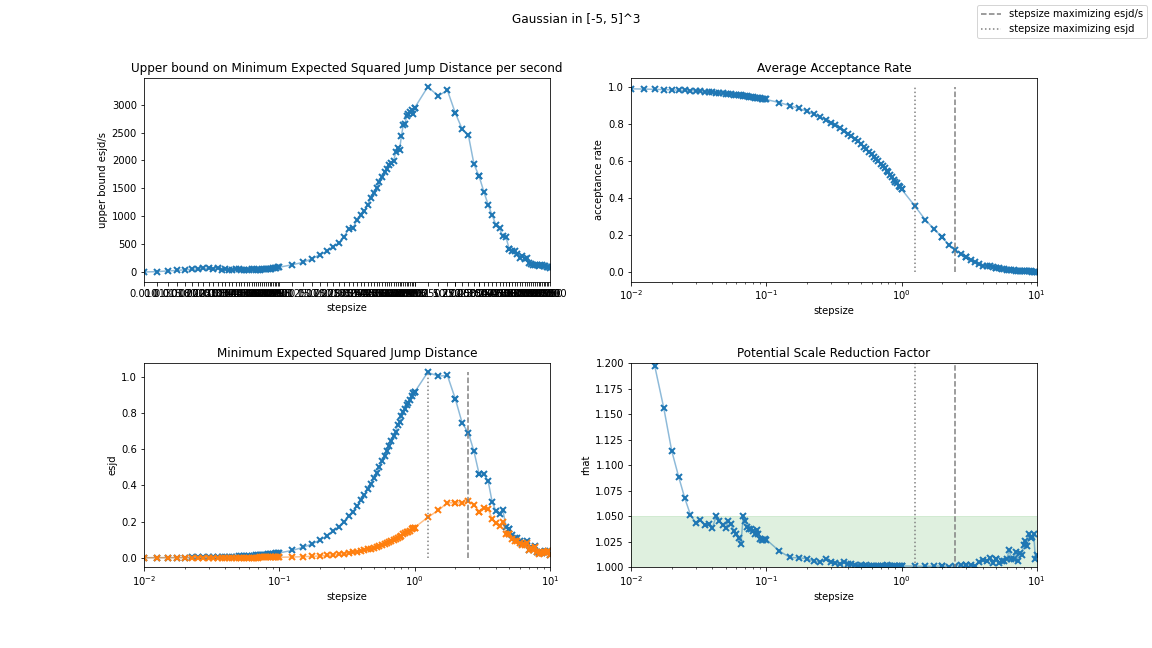 Gaussian in [-5, 5]^3
stepsize maximizing esjd/s
stepsize maximizing esjd
Upper bound on Minimum Expected Squared Jump Distance per second
upper bound esjd/s
3000
2500
2000
1500
1000
500
0
stepsize
Average Acceptance Rate
acceptance rate
1.0
0.8
0.6
0.4
0.2
0.0
10^-2
10^-1
10^0
10^1
stepsize
Minimum Expected Squared Jump Distance
esjd
1.0
0.8
0.6
0.4
0.2
0.0
10^-2
10^-1
10^0
10^1
stepsize
Potential Scale Reduction Factor
rhat
1.200
1.175
1.150
1.125
1.100
1.075
1.050
1.025
1.000
10^-2
10^-1
10^0
10^1
stepsize